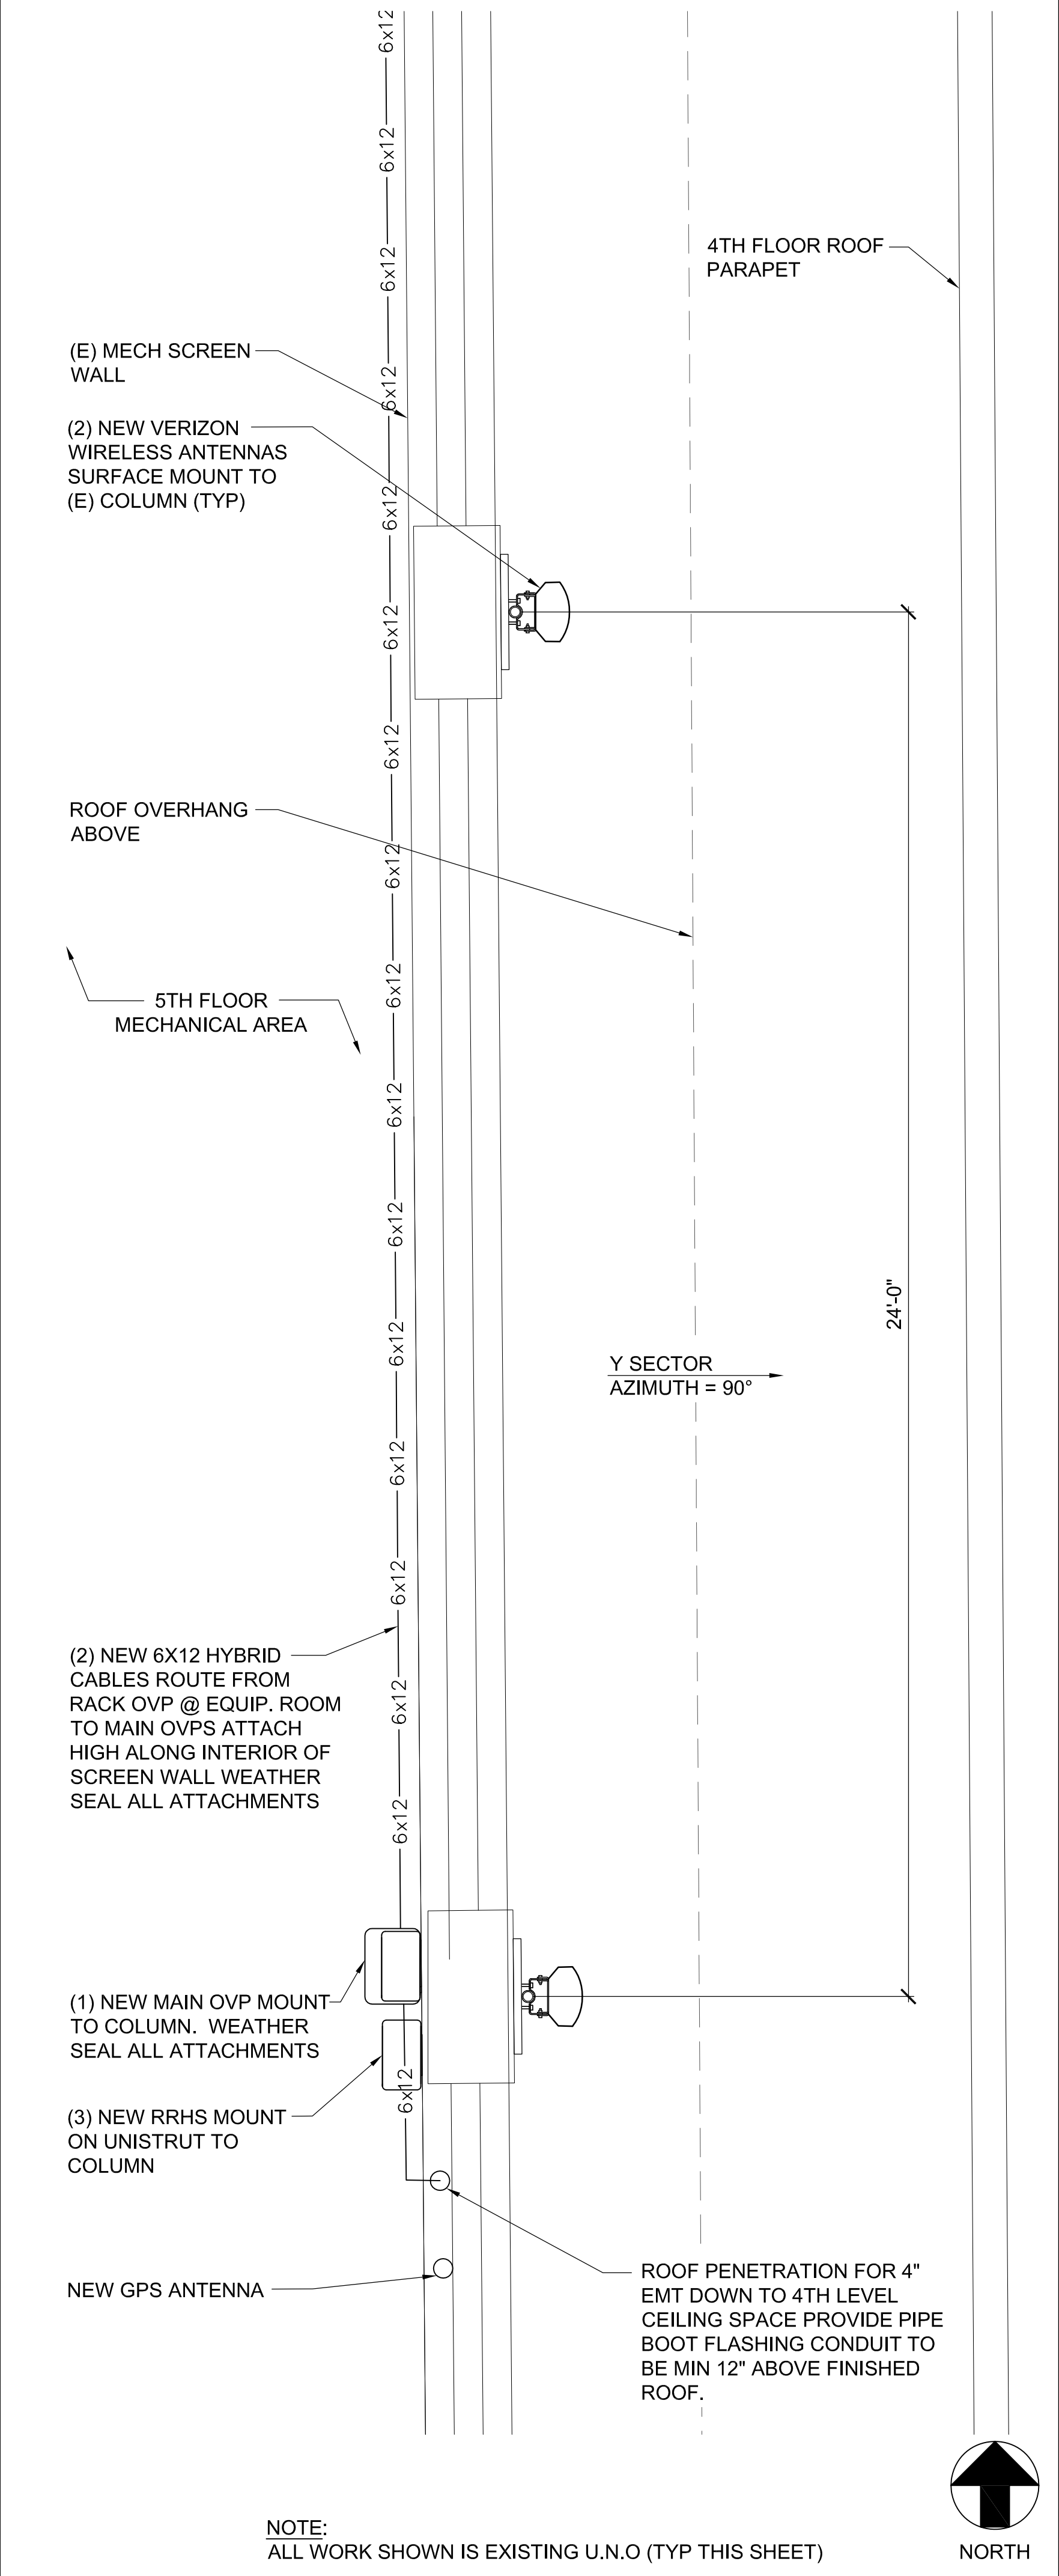 6x12
6x12
6x12
4TH FLOOR ROOF
PARAPET
(E) MECH SCREEN
WALL
6x12
(2) NEW VERIZON
WIRELESS ANTENNAS
SURFACE MOUNT TO
(E) COLUMN (TYP)
6x12
6x12
6x12
ROOF OVERHANG
ABOVE
6x12
6x12
5TH FLOOR
MECHANICAL AREA
6x12
6x12
24'-0"
6x12
Y SECTOR
AZIMUTH = 90°
6x12
6x12
(2) NEW 6X12 HYBRID
CABLES ROUTE FROM
RACK OVP @ EQUIP. ROOM
TO MAIN OVPS ATTACH
HIGH ALONG INTERIOR OF
SCREEN WALL WEATHER
SEAL ALL ATTACHMENTS
6x12
6x12
(1) NEW MAIN OVP MOUNT
TO COLUMN. WEATHER
SEAL ALL ATTACHMENTS
6x12
(3) NEW RRHS MOUNT
ON UNISTRUT TO
COLUMN
NEW GPS ANTENNA
ROOF PENETRATION FOR 4"
EMT DOWN TO 4TH LEVEL
CEILING SPACE PROVIDE PIPE
BOOT FLASHING CONDUIT TO
BE MIN 12" ABOVE FINISHED
ROOF.
NOTE:
ALL WORK SHOWN IS EXISTING U.N.O (TYP THIS SHEET)
NORTH